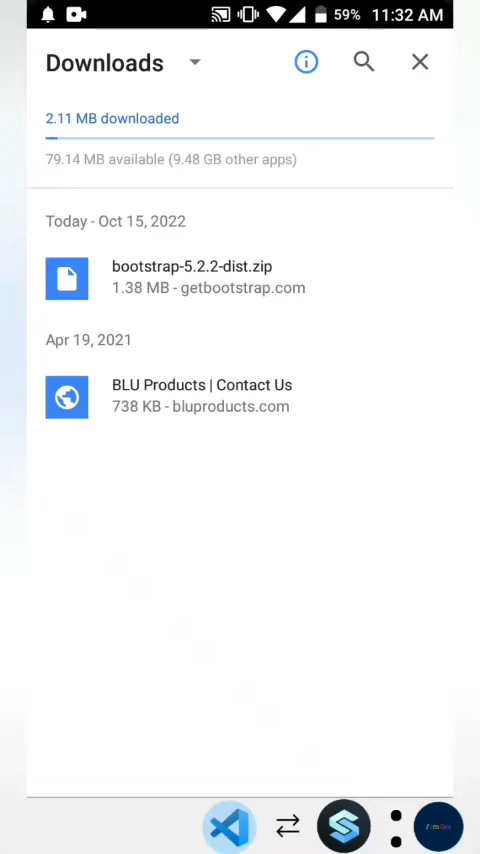 59% 11:32 AM
Downloads
2.11 MB downloaded
79.14 MB available (9.48 GB other apps)
Today - Oct 15, 2022
bootstrap-5.2.2-dist.zip
1.38 MB - getbootstrap.com
Apr 19, 2021
BLU Products | Contact Us
738 KB - bluproducts.com